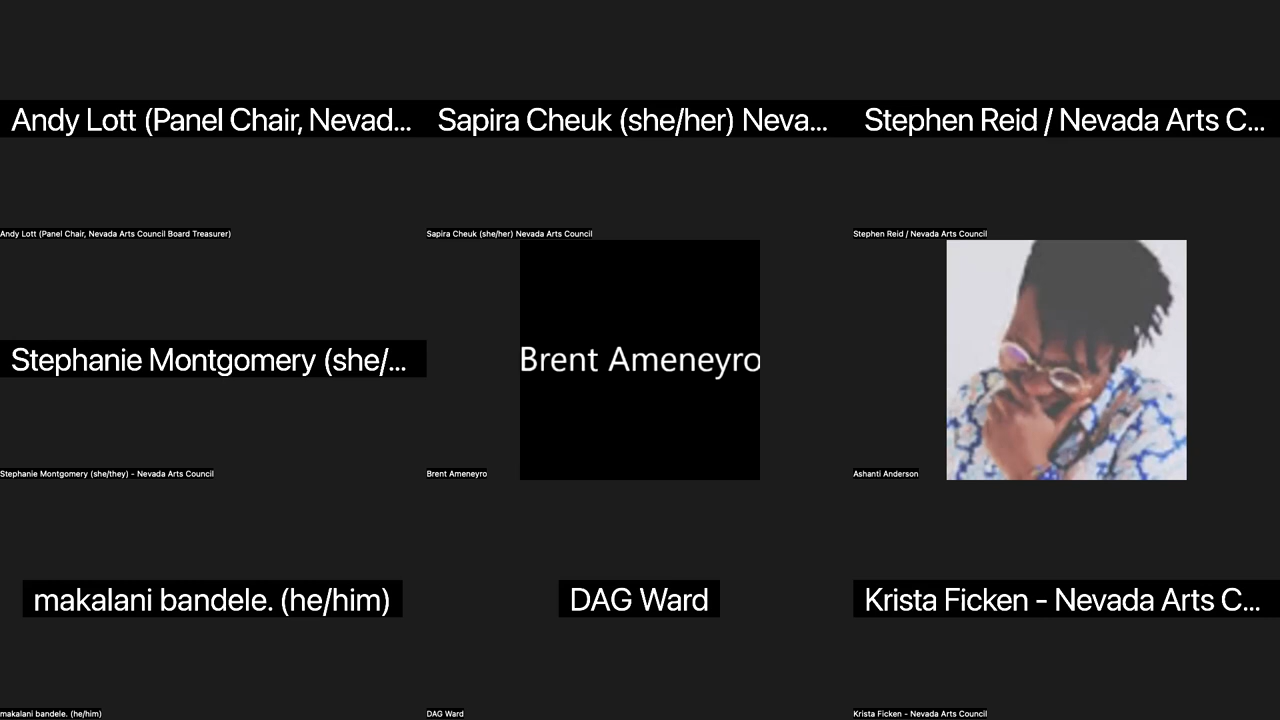 Andy Lott (Panel Chair, Nevad...
Sapira Cheuk (she/her) Neva...
Stephen Reid / Nevada Arts C...
Andy Lott (Panel Chair, Nevada Arts Council Board Treasurer)
Sapira Cheuk (she/her) Nevada Arts Council
Stephen Reid / Nevada Arts Council
Stephanie Montgomery (she/...
Brent Ameneyro
Stephanie Montgomery (she/they) - Nevada Arts Council
Brent Ameneyro
Ashanti Anderson
makalani bandele. (he/him)
DAG Ward
Krista Ficken - Nevada Arts C...
makalani bandele. (he/him)
DAG Ward
Krista Ficken - Nevada Arts Council